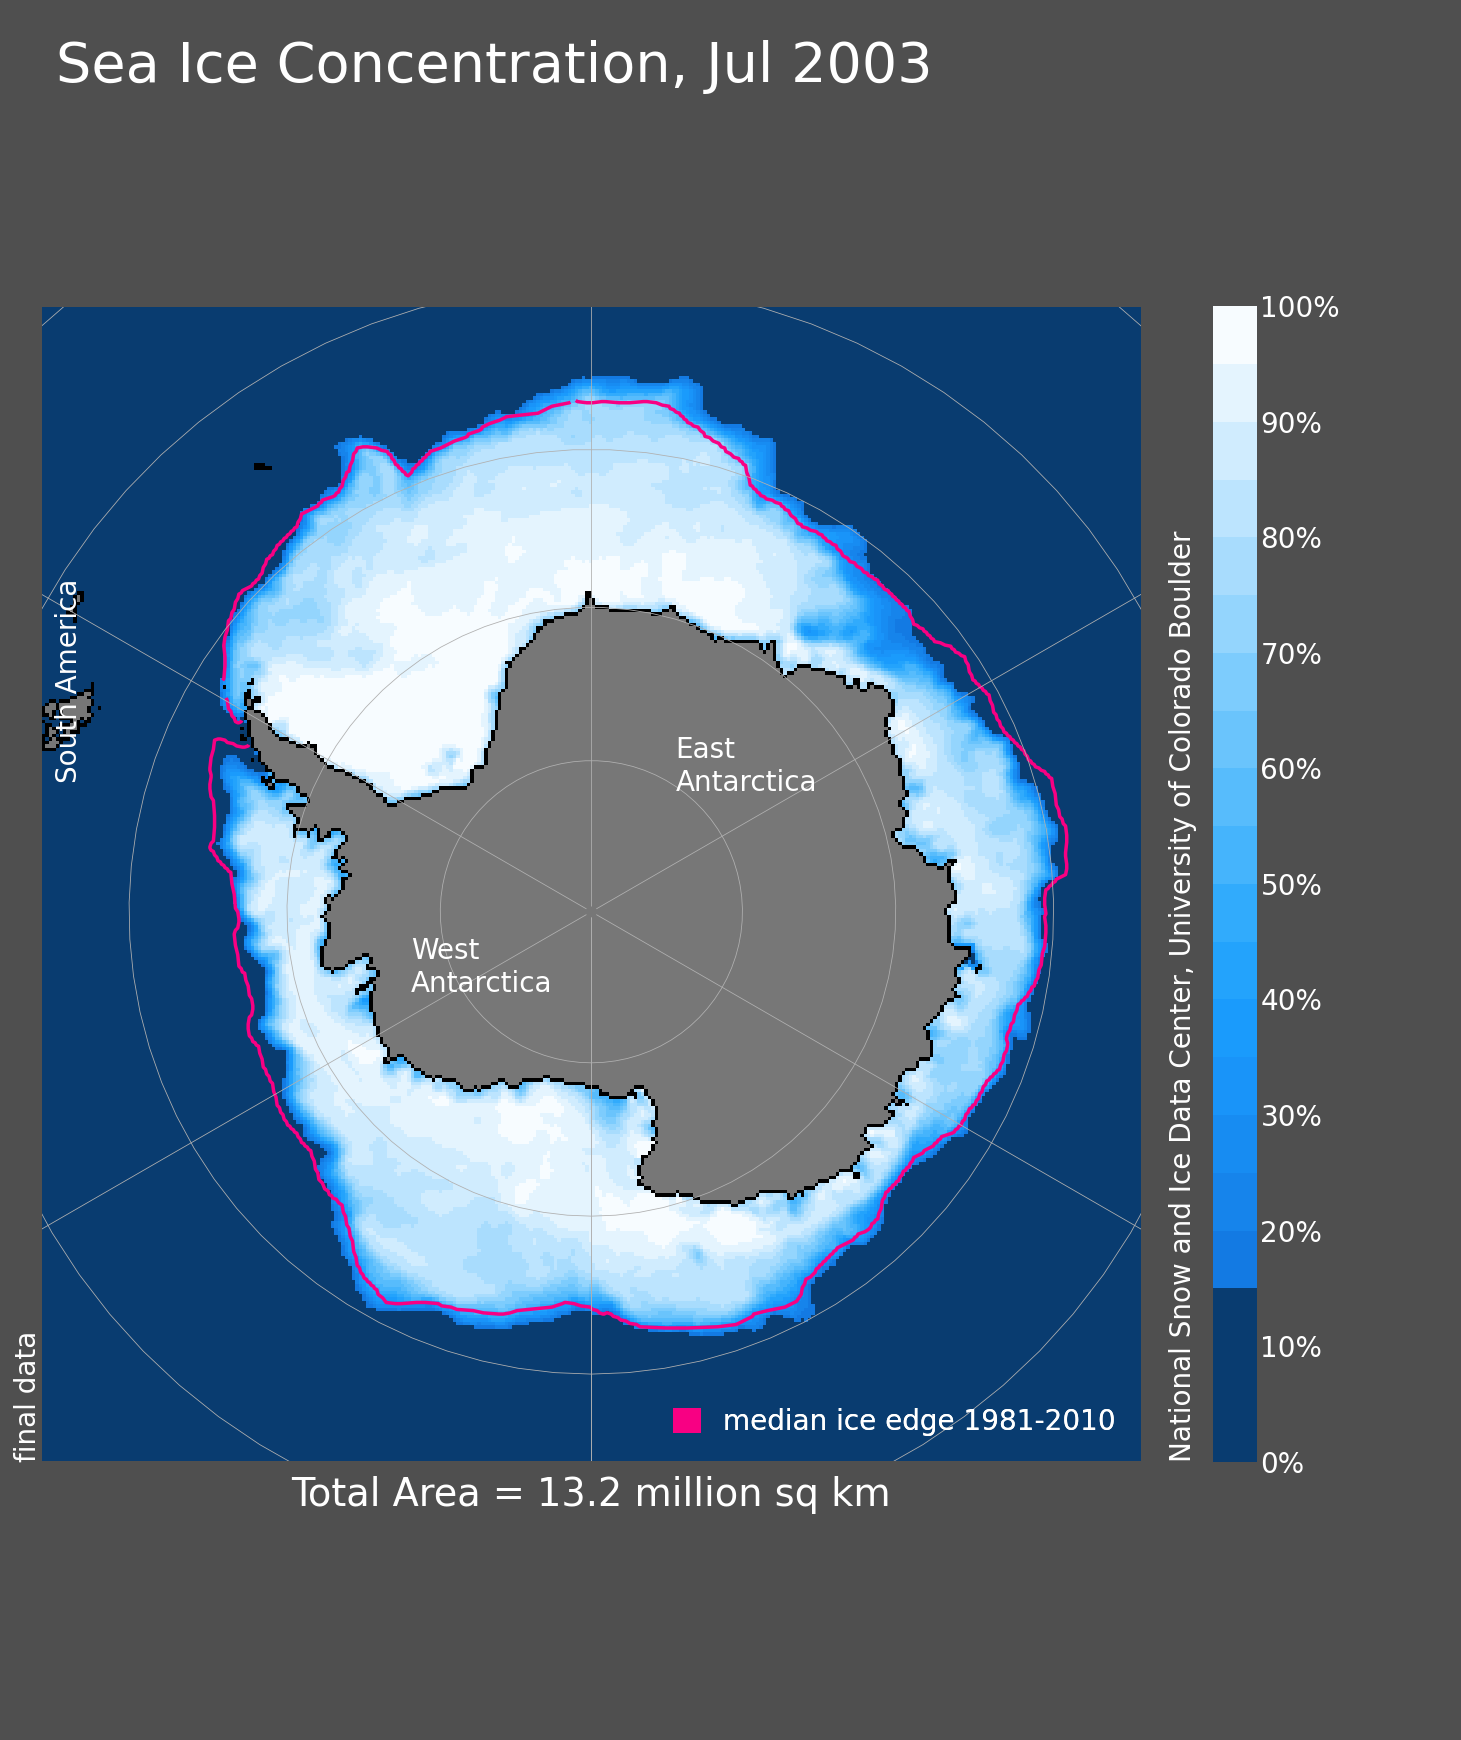 Sea Ice Concentration, Jul 2003
South America
East
Antarctica
West
Antarctica
median ice edge 1981-2010
final data
Total Area = 13.2 million sq km
National Snow and Ice Data Center, University of Colorado Boulder
100%
90%
80%
70%
60%
50%
40%
30%
20%
10%
0%